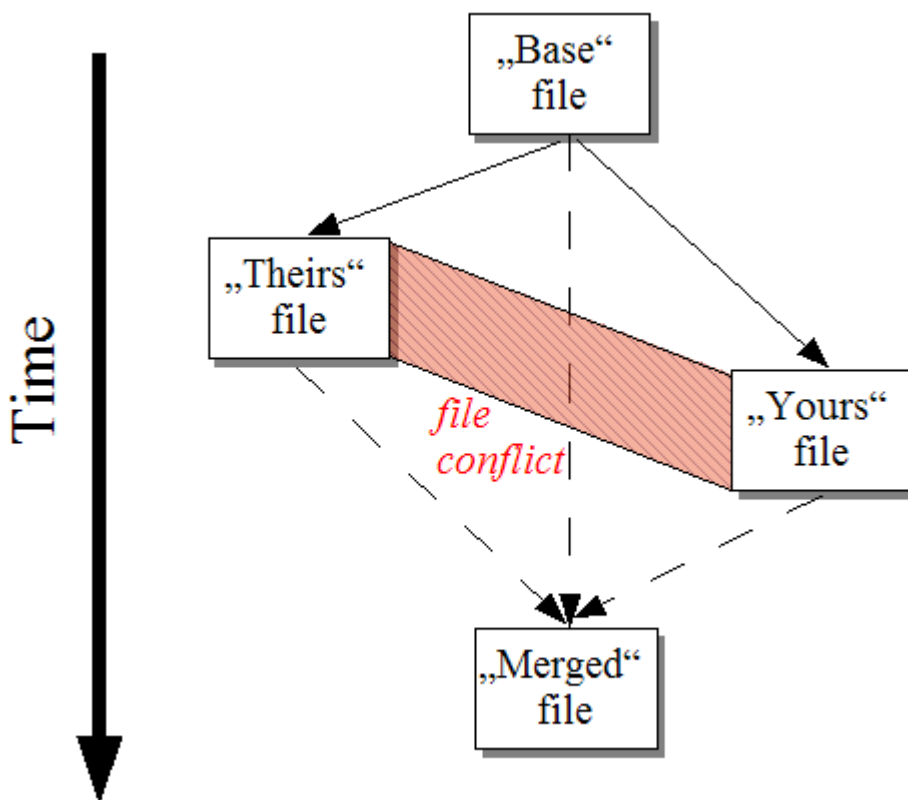 „Base“
file
„Theirs“
file
Time
„Yours“
file
file
conflict
„Merged“
file